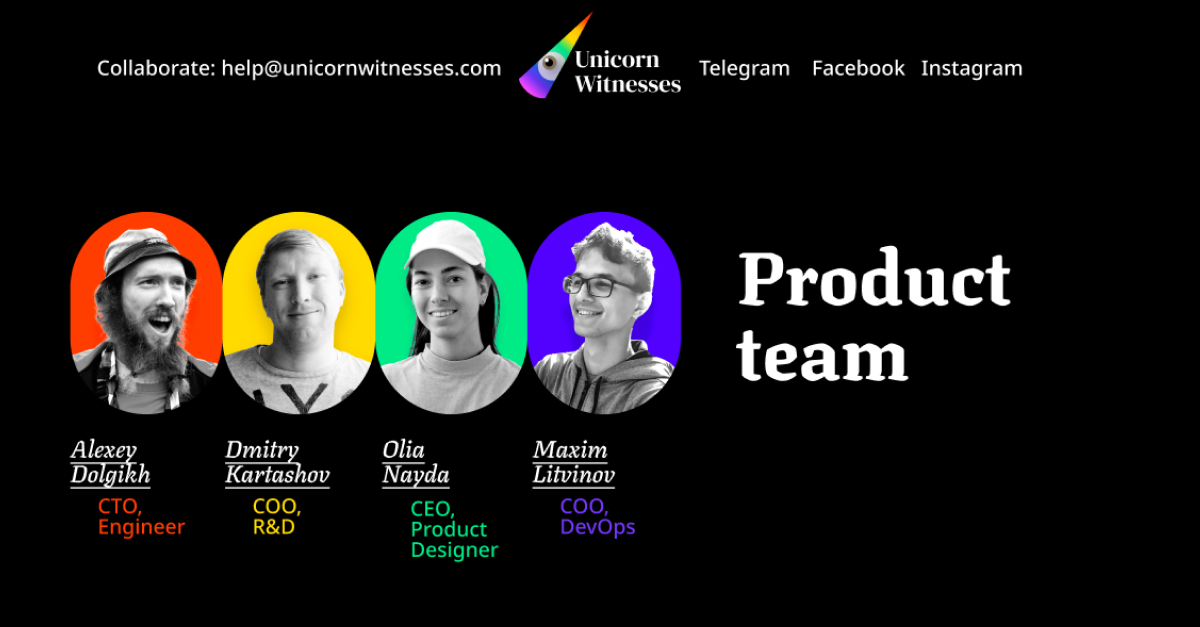 Collaborate: help@unicornwitnesses.com
Unicorn
Witnesses
Telegram Facebook Instagram
Product
team
Alexey
Dolgikh
CTO,
Engineer
Dmitry
Kartashov
COO,
R&D
Olia
Nayda
CEO,
Product
Designer
Maxim
Litvinov
COO,
DevOps